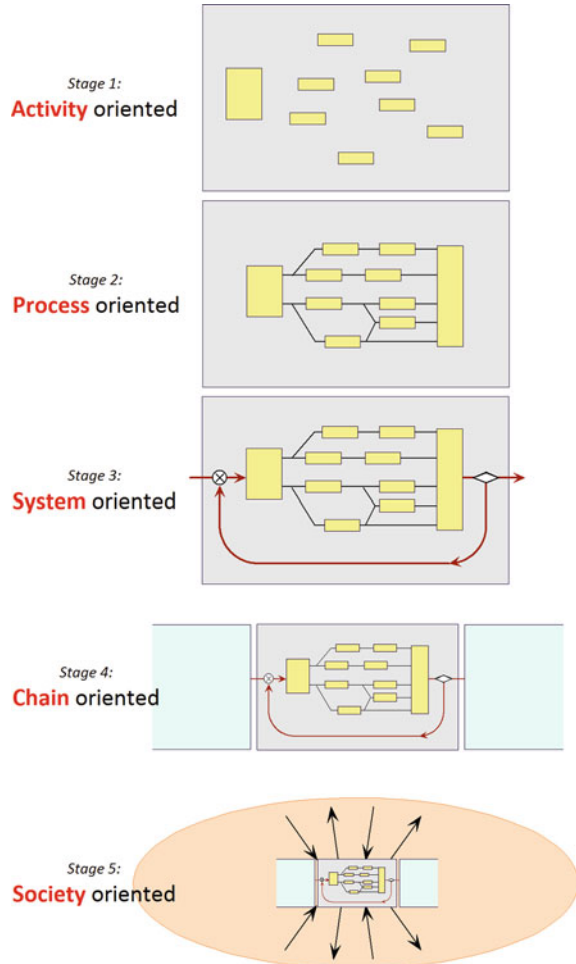 Stage 1:
Activity oriented
Stage 2:
Process oriented
Stage 3:
System oriented
Stage 4:
Chain oriented
Stage 5:
Society oriented